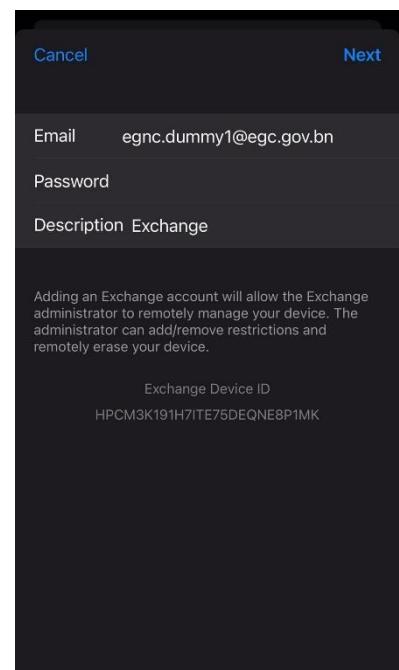 Cancel Next
Email egnc.dummy1@egc.gov.bn
Password
Description Exchange
Adding an Exchange account will allow the Exchange
administrator to remotely manage your device. The
administrator can add/remove restrictions and
remotely erase your device.
Exchange Device ID
HPCM3K191H7ITE75DEQNE8P1MK